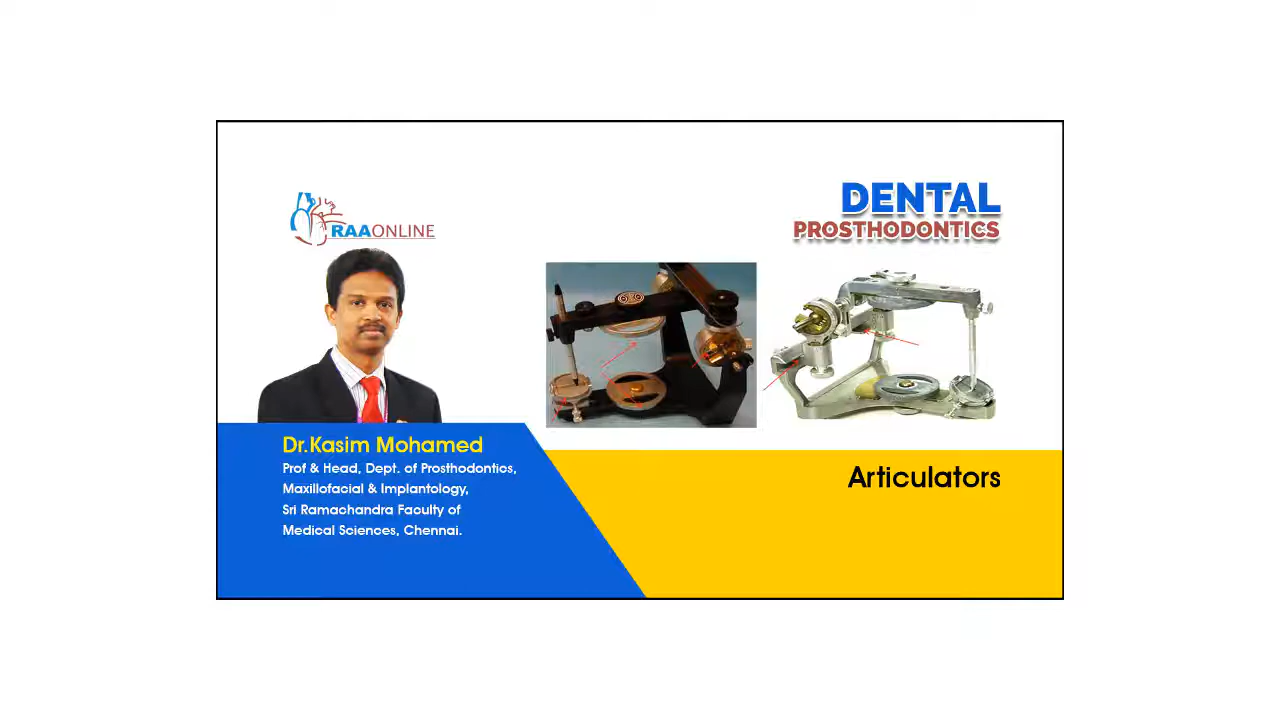 RAAONLINE
DENTAL
PROSTHODONTICS
Dr.Kasim Mohamed
Prof & Head, Dept. of Prosthodontics,
Maxillofacial & Implantology,
Sri Ramachandra Faculty of
Medical Sciences, Chennai.
Articulators